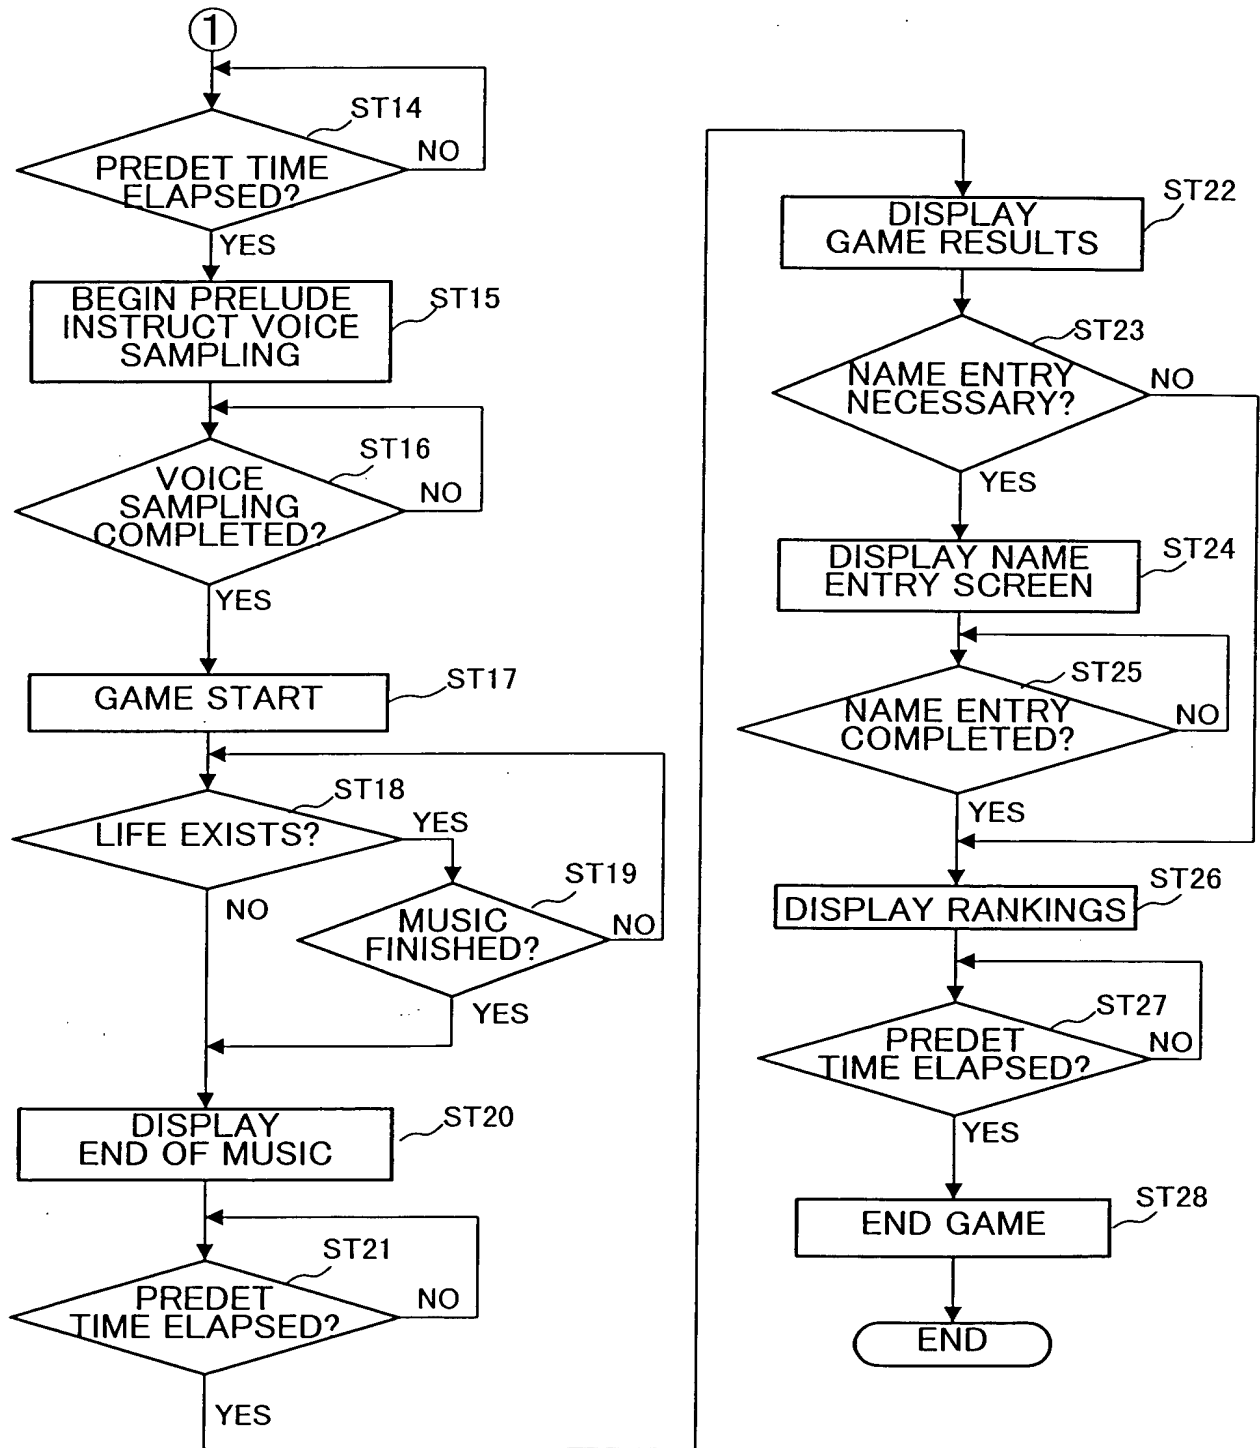 1
ST14
PREDET TIME
ELAPSED?
NO
YES
BEGIN PRELUDE
INSTRUCT VOICE
SAMPLING
ST15
ST16
VOICE
SAMPLING
COMPLETED?
NO
YES
GAME START
ST17
ST18
LIFE EXISTS?
YES
NO
ST19
MUSIC
FINISHED?
NO
YES
DISPLAY
END OF MUSIC
ST20
ST21
PREDET
TIME ELAPSED?
NO
YES
DISPLAY
GAME RESULTS
ST22
ST23
NAME ENTRY
NECESSARY?
NO
YES
DISPLAY NAME
ENTRY SCREEN
ST24
ST25
NAME ENTRY
COMPLETED?
NO
YES
DISPLAY RANKINGS
ST26
ST27
PREDET
TIME ELAPSED?
NO
YES
END GAME
ST28
END